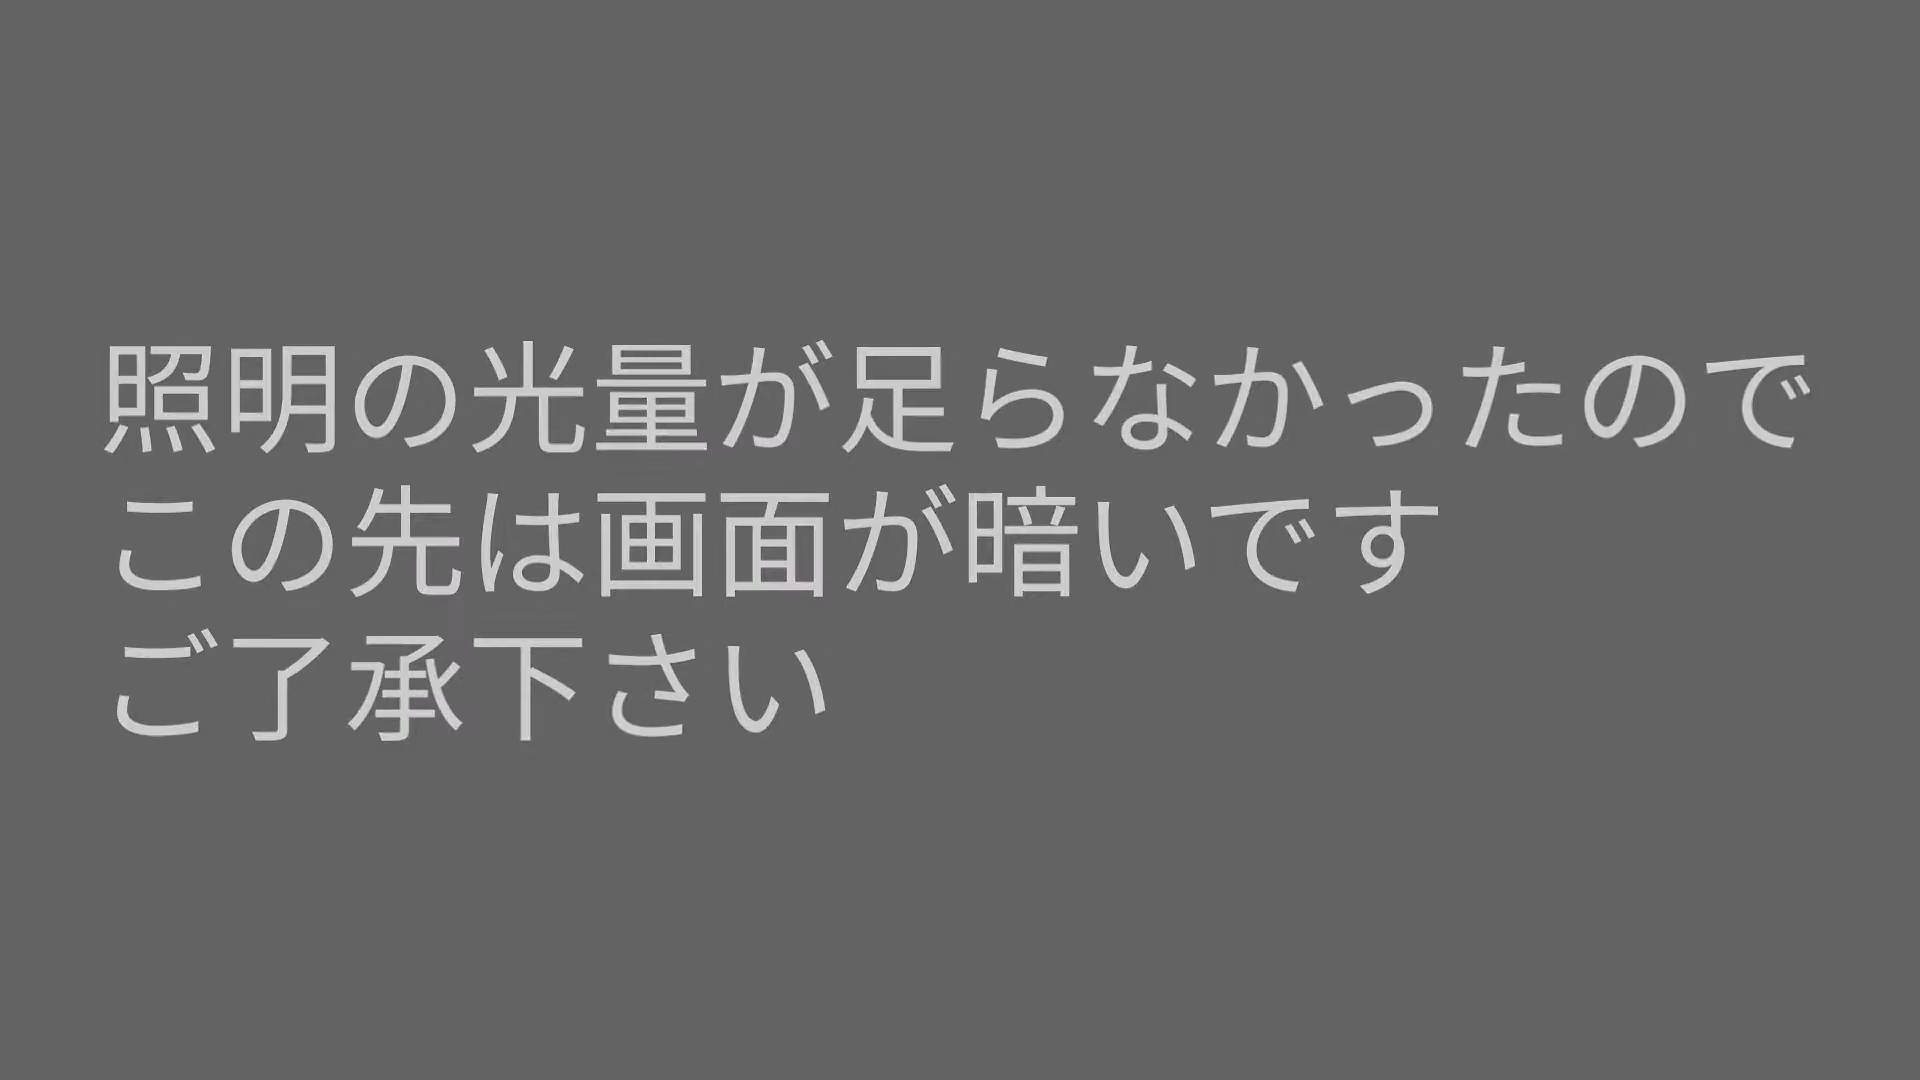 照明の光量が足らなかったので
この先は画面が暗いです
ご了承下さい